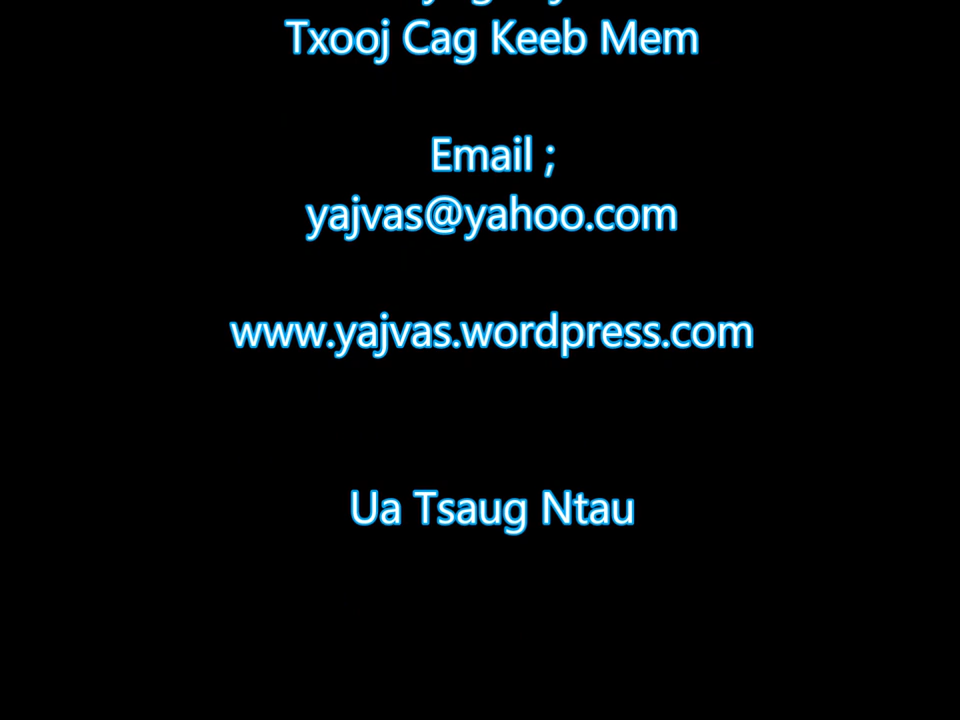 Txooj Cag Keeb Mem
Email ;
yajvas@yahoo.com
www.yajvas.wordpress.com
Ua Tsaug Ntau